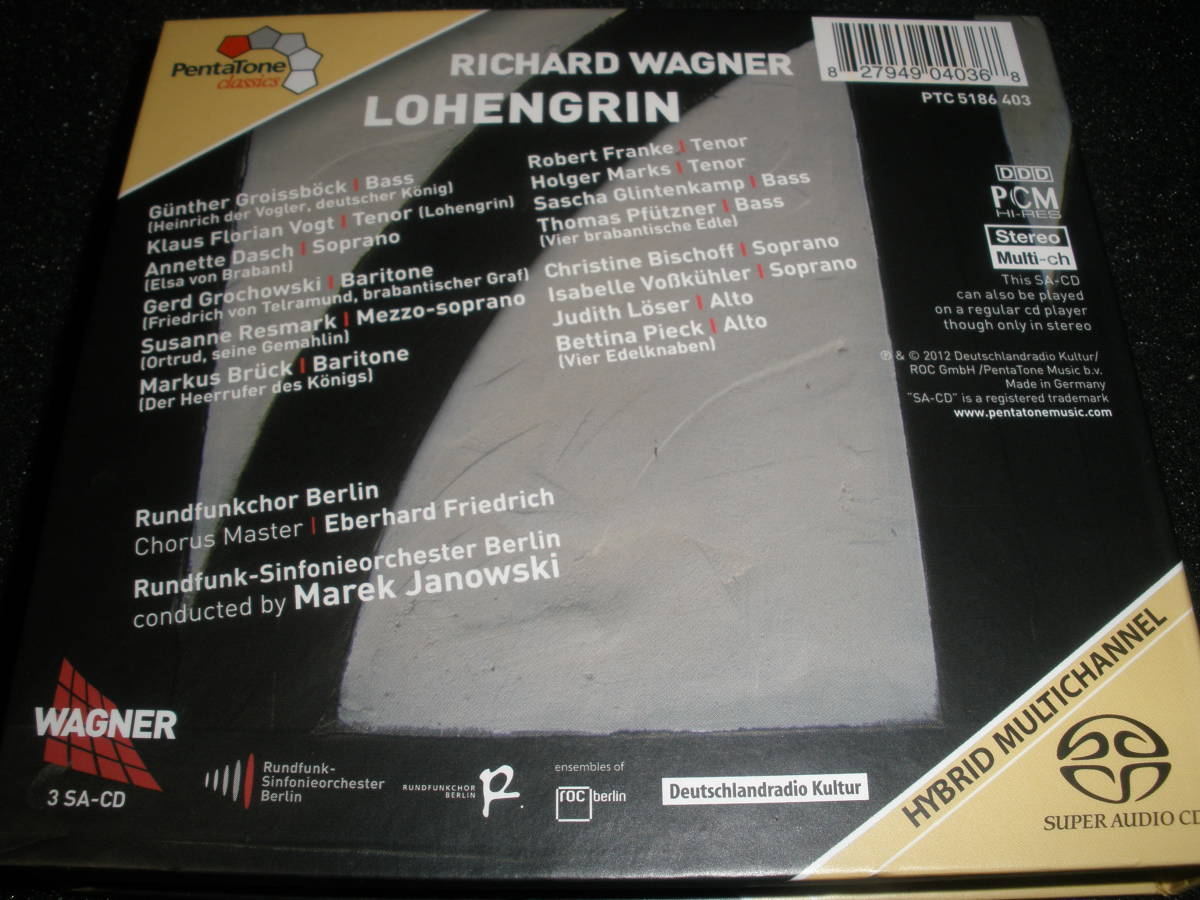 PentaTone
classics
RICHARD WAGNER
LOHENGRIN
8 27949 04036 8
PTC 5186 403
Günther Groissböck | Bass
(Heinrich der Vogler, deutscher König)
Klaus Florian Vogt | Tenor (Lohengrin)
Annette Dasch | Soprano
(Elsa von Brabant)
Gerd Grochowski | Baritone
(Friedrich von Telramund, brabantischer Graf)
Susanne Resmark | Mezzo-soprano
(Ortrud, seine Gemahlin)
Markus Brück | Baritone
(Der Heerrufer des Königs)
Robert Franke | Tenor
Holger Marks | Tenor
Sascha Glintenkamp | Bass
Thomas Pfützner | Bass
(Vier brabantische Edle)
Christine Bischoff | Soprano
Isabelle Voßkühler | Soprano
Judith Löser | Alto
Bettina Pieck | Alto
(Vier Edelknaben)
DDD
PCM
HI-RES
Stereo
Multi-ch
This SA-CD
can also be played
on a regular cd player
though only in stereo
℗ & © 2012 Deutschlandradio Kultur/
ROC GmbH /PentaTone Music b.v.
Made in Germany
"SA-CD" is a registered trademark
www.pentatonemusic.com
Rundfunkchor Berlin
Chorus Master | Eberhard Friedrich
Rundfunk-Sinfonieorchester Berlin
conducted by Marek Janowski
WAGNER
3 SA-CD
Rundfunk-
Sinfonieorchester
Berlin
RUNDFUNKCHOR
BERLIN
ensembles of
roc berlin
Deutschlandradio Kultur
HYBRID MULTICHANNEL
SUPER AUDIO CD